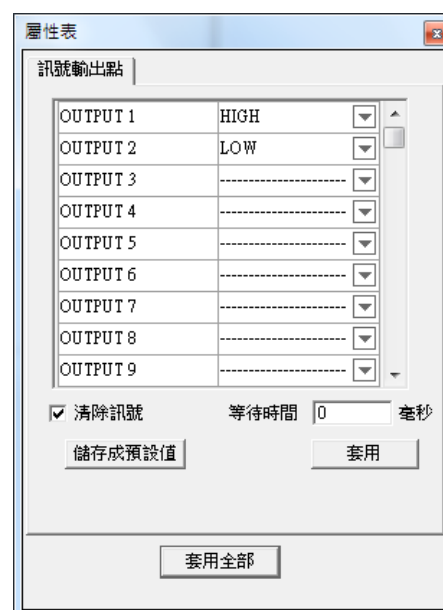 屬性表
訊號輸出點
OUTPUT 1 HIGH
OUTPUT 2 LOW
OUTPUT 3 ---------------------
OUTPUT 4 ---------------------
OUTPUT 5 ---------------------
OUTPUT 6 ---------------------
OUTPUT 7 ---------------------
OUTPUT 8 ---------------------
OUTPUT 9 ---------------------
清除訊號 等待時間 0 毫秒
儲存成預設值 套用
套用全部